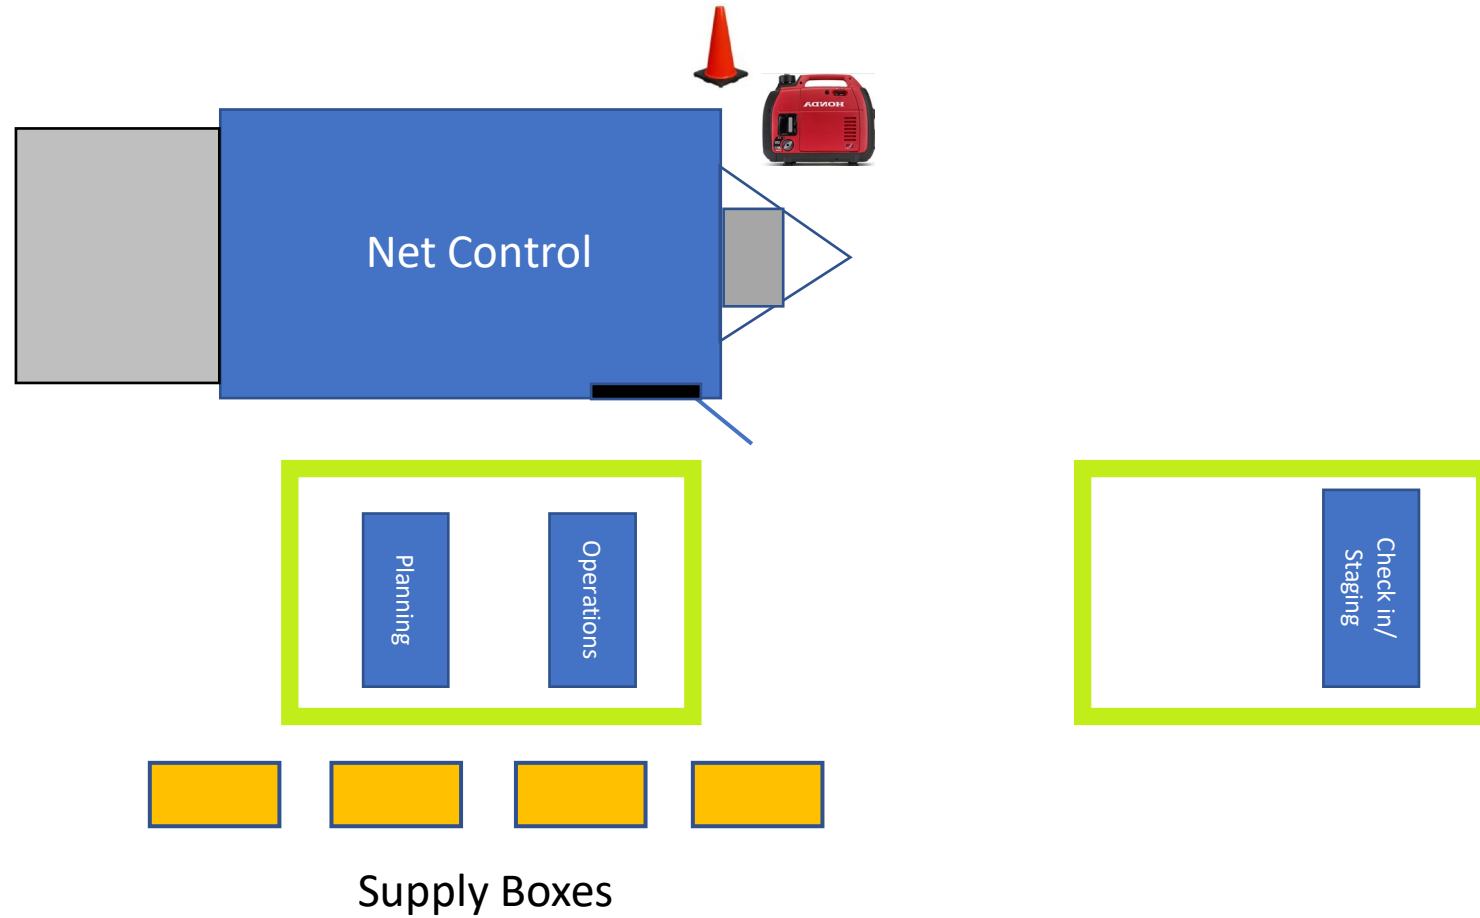 HONDA
Net Control
Planning
Operations
Check in/
Staging
Supply Boxes